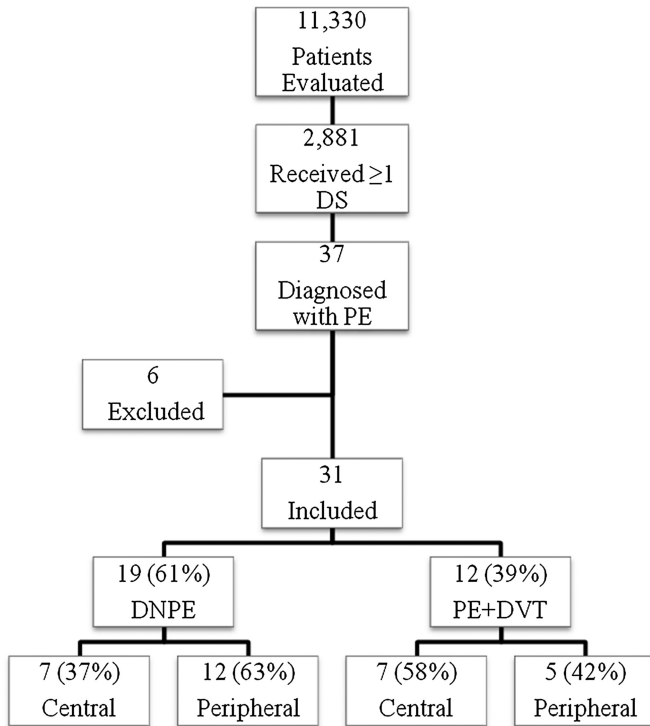 11,330
Patients
Evaluated
2,881
Received ≥1
DS
37
Diagnosed
with PE
6
Excluded
31
Included
19 (61%)
DNPE
12 (39%)
PE+DVT
7 (37%)
Central
12 (63%)
Peripheral
7 (58%)
Central
5 (42%)
Peripheral